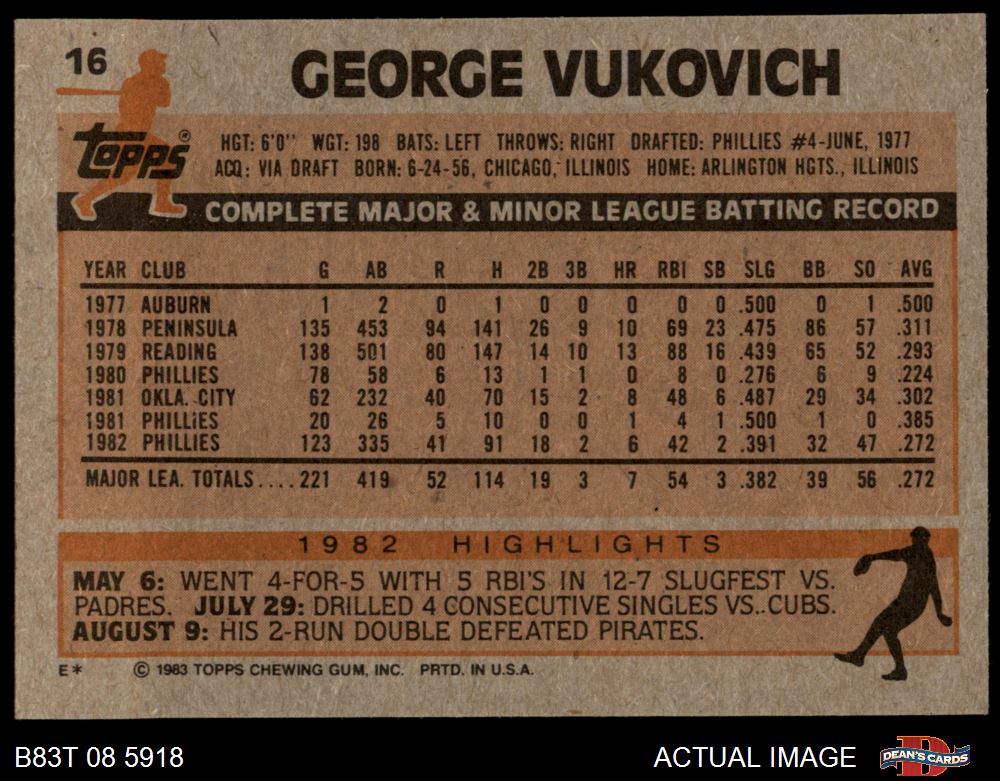 16 GEORGE VUKOVICH
Topps®
HGT: 6'0'' WGT: 198 BATS: LEFT THROWS: RIGHT DRAFTED: PHILLIES #4-JUNE, 1977
ACQ: VIA DRAFT BORN: 6-24-56, CHICAGO, ILLINOIS HOME: ARLINGTON HGTS., ILLINOIS
COMPLETE MAJOR & MINOR LEAGUE BATTING RECORD
YEAR CLUB G AB R H 2B 3B HR RBI SB SLG BB SO AVG
1977 AUBURN 1 2 0 1 0 0 0 0 0 .500 0 1 .500
1978 PENINSULA 135 453 94 141 26 9 10 69 23 .475 86 57 .311
1979 READING 138 501 80 147 14 10 13 88 16 .439 65 52 .293
1980 PHILLIES 78 58 6 13 1 1 0 8 0 .276 6 9 .224
1981 OKLA. CITY 62 232 40 70 15 2 8 48 6 .487 29 34 .302
1981 PHILLIES 20 26 5 10 0 0 1 4 1 .500 1 0 .385
1982 PHILLIES 123 335 41 91 18 2 6 42 2 .391 32 47 .272
MAJOR LEA. TOTALS.... 221 419 52 114 19 3 7 54 3 .382 39 56 .272
1982 HIGHLIGHTS
MAY 6: WENT 4-FOR-5 WITH 5 RBI'S IN 12-7 SLUGFEST VS.
PADRES. JULY 29: DRILLED 4 CONSECUTIVE SINGLES VS. CUBS.
AUGUST 9: HIS 2-RUN DOUBLE DEFEATED PIRATES.
E* © 1983 TOPPS CHEWING GUM, INC. PRTD. IN U.S.A.
B83T 08 5918 ACTUAL IMAGE DEAN'S CARDS